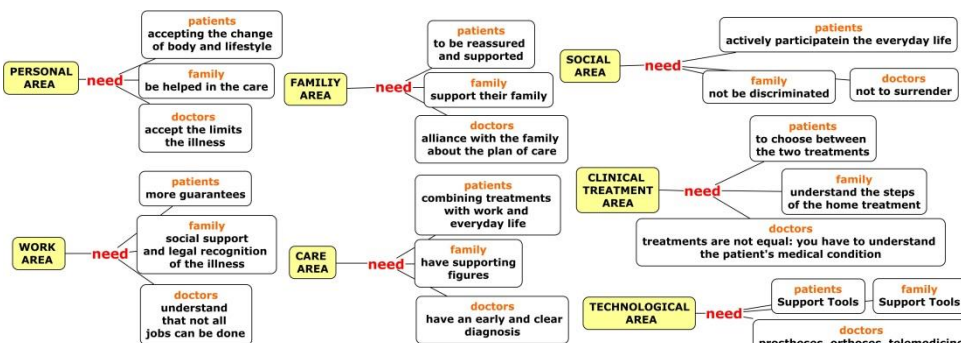 PERSONAL
AREA
need
patients
accepting the change
of body and lifestyle
family
be helped in the care
doctors
accept the limits
the illness
FAMILIY
AREA
need
patients
to be reassured
and supported
family
support their family
doctors
alliance with the family
about the plan of care
SOCIAL
AREA
need
patients
actively participatein the everyday life
family
not be discriminated
doctors
not to surrender
WORK
AREA
need
patients
more guarantees
family
social support
and legal recognition
of the illness
doctors
understand
that not all
jobs can be done
CARE
AREA
need
patients
combining treatments
with work and
everyday life
family
have supporting
figures
doctors
have an early and clear
diagnosis
CLINICAL
TREATMENT
AREA
need
patients
to choose between
the two treatments
family
understand the steps
of the home treatment
doctors
treatments are not equal: you have to understand
the patient's medical condition
TECHNOLOGICAL
AREA
need
patients
Support Tools
family
Support Tools
doctors
prostheses, ortheses, telemedicine